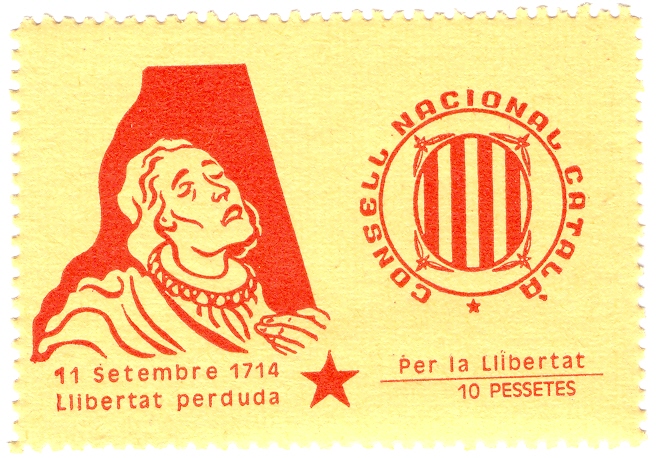 CONSELL NACIONAL CATALÀ
11 Setembre 1714
Llibertat perduda
Per la Llibertat
10 PESSETES